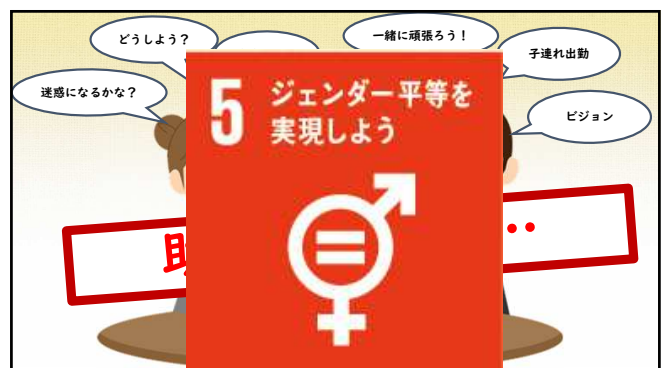 どうしよう？
一緒に頑張ろう！
子連れ出勤
迷惑になるかな？
ビジョン
5 ジェンダー平等を
実現しよう